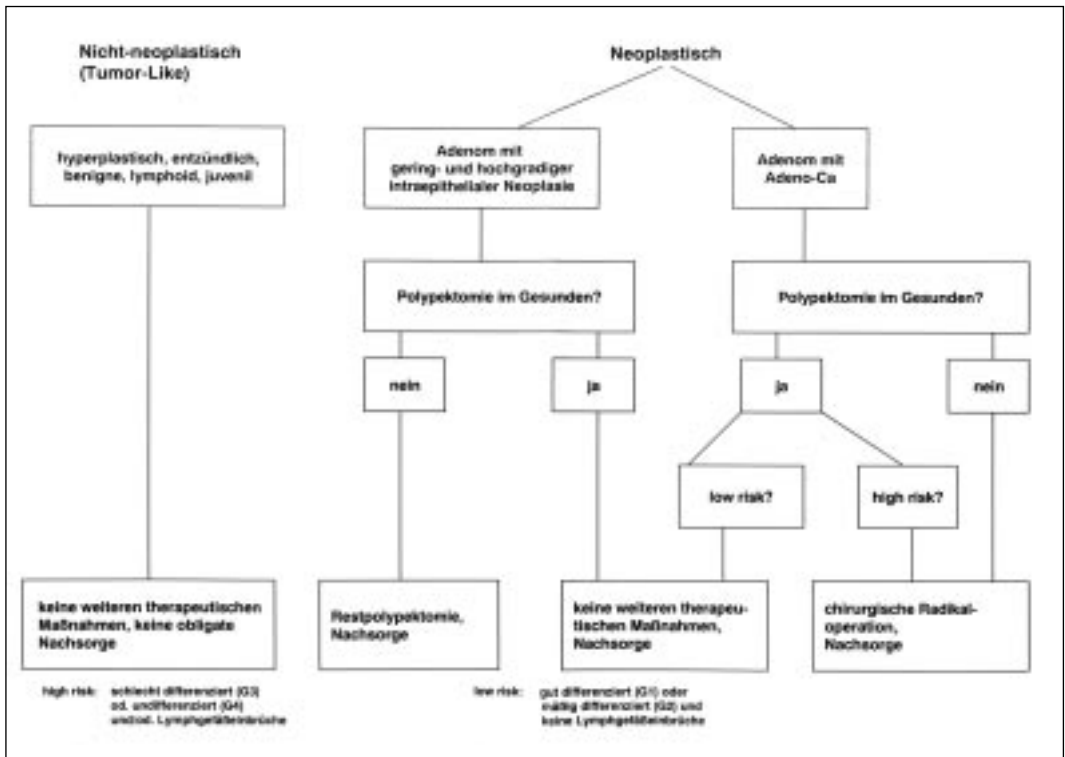 Nicht-neoplastisch
(Tumor-Like)
Neoplastisch
hyperplastisch, entzündlich,
benigne, lymphoid, juvenil
Adenom mit
gering- und hochgradiger
intraepithelialer Neoplasie
Adenom mit
Adeno-Ca
Polypektomie im Gesunden?
Polypektomie im Gesunden?
nein
ja
ja
nein
low risk?
high risk?
keine weiteren therapeutischen
Maßnahmen, keine obligate
Nachsorge
Restpolypektomie,
Nachsorge
keine weiteren therapeu-
tischen Maßnahmen,
Nachsorge
chirurgische Radikal-
operation,
Nachsorge
high risk: schlecht differenziert (G3)
od. undifferenziert (G4)
und/od. Lymphgefäßeinbrüche
low risk: gut differenziert (G1) oder
mäßig differenziert (G2) und
keine Lymphgefäßeinbrüche